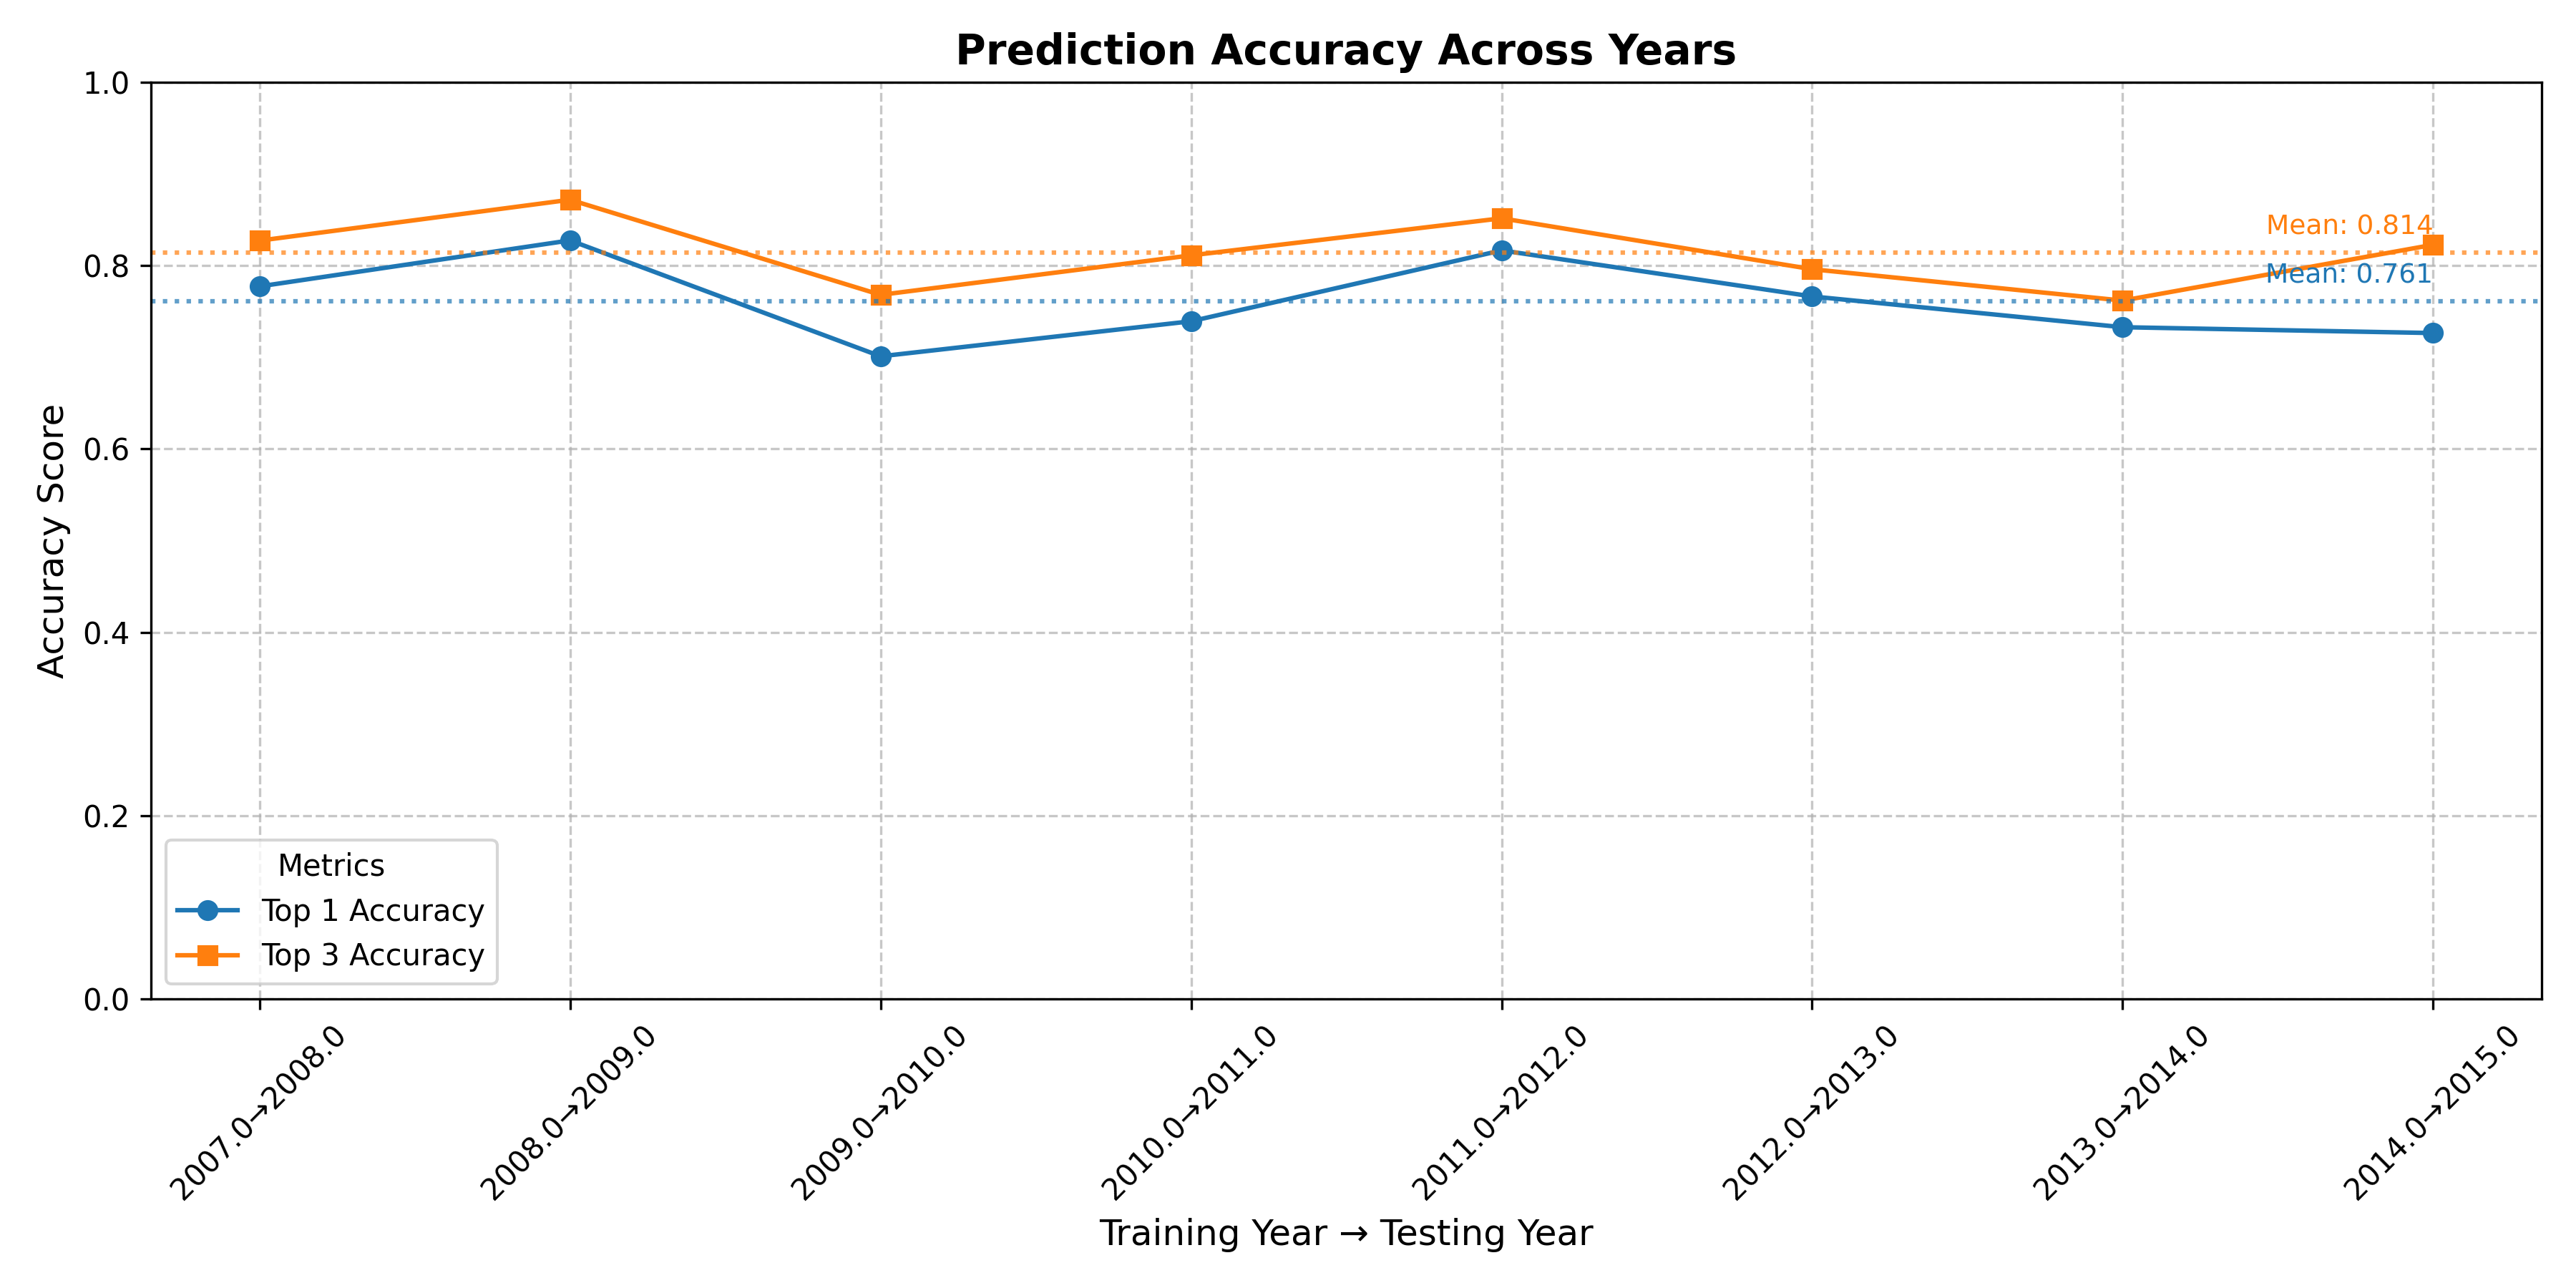 Prediction Accuracy Across Years
1.0
0.8
0.6
0.4
0.2
0.0
Accuracy Score
Mean: 0.814
Mean: 0.761
Metrics
Top 1 Accuracy
Top 3 Accuracy
2007.0→2008.0
2008.0→2009.0
2009.0→2010.0
2010.0→2011.0
2011.0→2012.0
2012.0→2013.0
2013.0→2014.0
2014.0→2015.0
Training Year → Testing Year